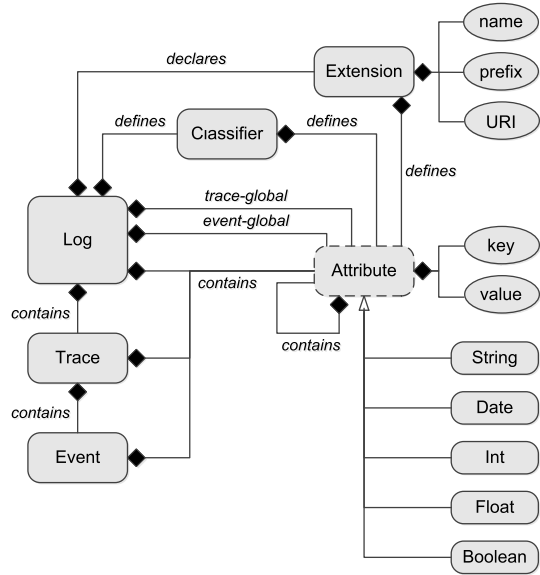 name
declares
Extension
prefix
defines
Classifier
defines
URI
defines
trace-global
Log
event-global
key
Attribute
contains
value
contains
contains
Trace
String
Date
contains
Event
Int
Float
Boolean